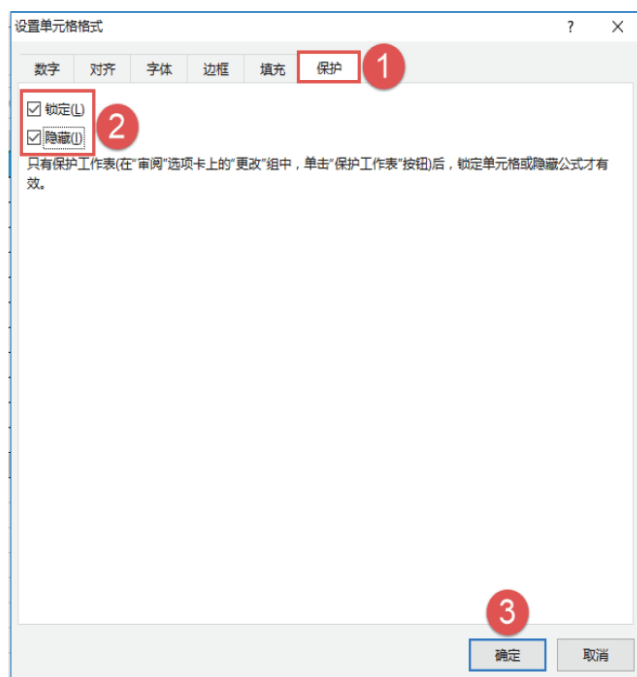 设置单元格格式 ?
数字 对齐 字体 边框 填充 保护 1
锁定(L)
隐藏(I) 2
只有保护工作表(在"审阅"选项卡上的"更改"组中，单击"保护工作表"按钮)后，锁定单元格或隐藏公式才有
效。
3
确定 取消